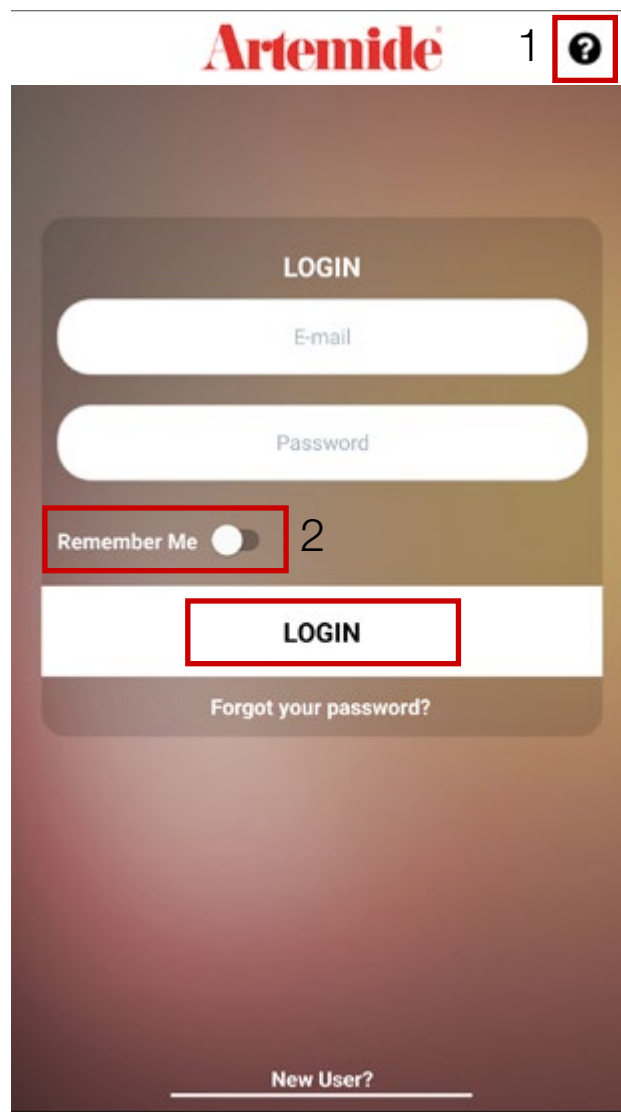 Artemide 1 ?
LOGIN
E-mail
Password
Remember Me 2
LOGIN
Forgot your password?
New User?